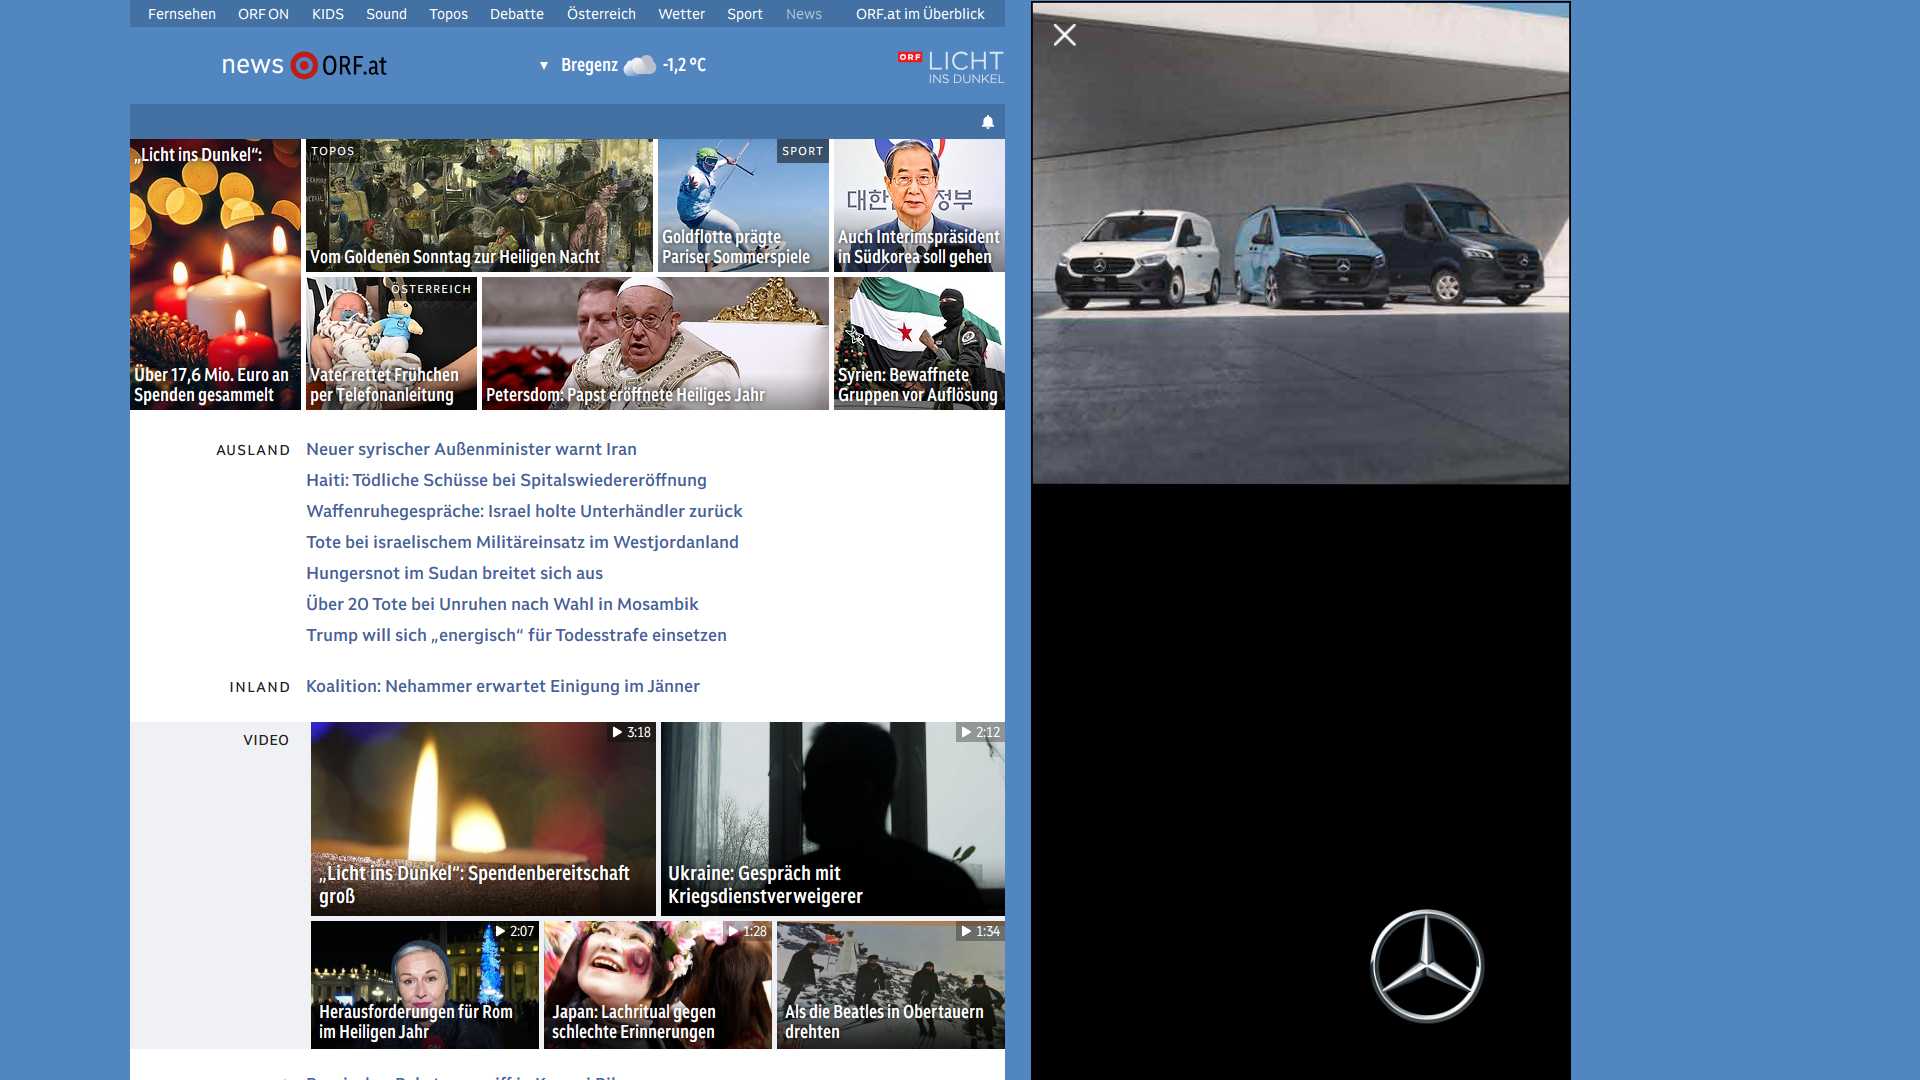 Fernsehen ORF ON KIDS Sound Topos Debatte Österreich Wetter Sport News ORF.at im Überblick
news ORF.at
Bregenz -1,2 °C
ORF LICHT
INS DUNKEL
„Licht ins Dunkel“:
Über 17,6 Mio. Euro an
Spenden gesammelt
TOPOS
Vom Goldenen Sonntag zur Heiligen Nacht
SPORT
Goldflotte prägte
Pariser Sommerspiele
Auch Interimspräsident
in Südkorea soll gehen
ÖSTERREICH
Vater rettet Frühchen
per Telefonanleitung
Petersdom: Papst eröffnete Heiliges Jahr
Syrien: Bewaffnete
Gruppen vor Auflösung
AUSLAND
Neuer syrischer Außenminister warnt Iran
Haiti: Tödliche Schüsse bei Spitalswiedereröffnung
Waffenruhegespräche: Israel holte Unterhändler zurück
Tote bei israelischem Militäreinsatz im Westjordanland
Hungersnot im Sudan breitet sich aus
Über 20 Tote bei Unruhen nach Wahl in Mosambik
Trump will sich „energisch“ für Todesstrafe einsetzen
INLAND
Koalition: Nehammer erwartet Einigung im Jänner
VIDEO
3:18
„Licht ins Dunkel“: Spendenbereitschaft
groß
2:12
Ukraine: Gespräch mit
Kriegsdienstverweigerer
2:07
Herausforderungen für Rom
im Heiligen Jahr
1:28
Japan: Lachritual gegen
schlechte Erinnerungen
1:34
Als die Beatles in Obertauern
drehten